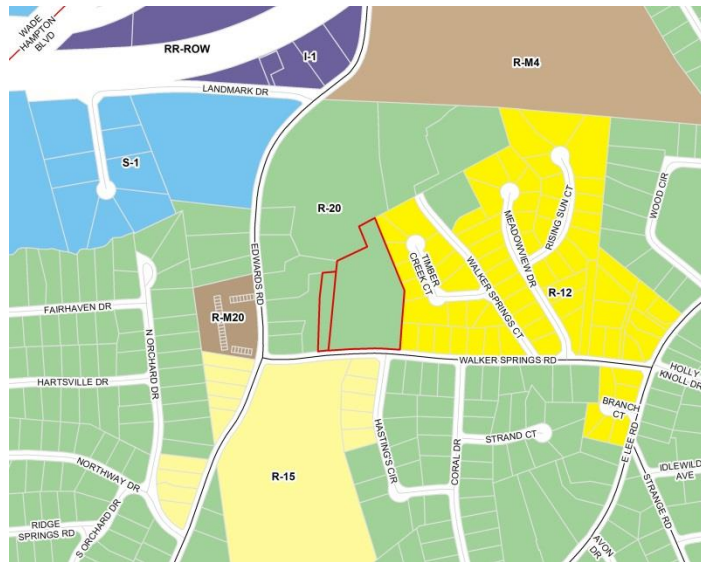 WADE
HAMPTON
BLVD
RR-ROW
I-1
R-M4
LANDMARK DR
S-1
WOOD CIR
RISING SUN CT
R-20
MEADOWVIEW DR
EDWARDS RD
TIMBER
CREEK CT
WALKER SPRINGS CT
R-12
FAIRHAVEN DR
N ORCHARD DR
R-M20
WALKER SPRINGS RD
HOLLY
KNOLL DR
HARTSVILLE DR
BRANCH
CT
HASTING'S CIR
CORAL DR
STRAND CT
E LEE RD
NORTHWAY DR
R-15
IDLEWILD
AVE
STRANGE RD
RIDGE
SPRINGS RD
S ORCHARD DR
AVON
DR